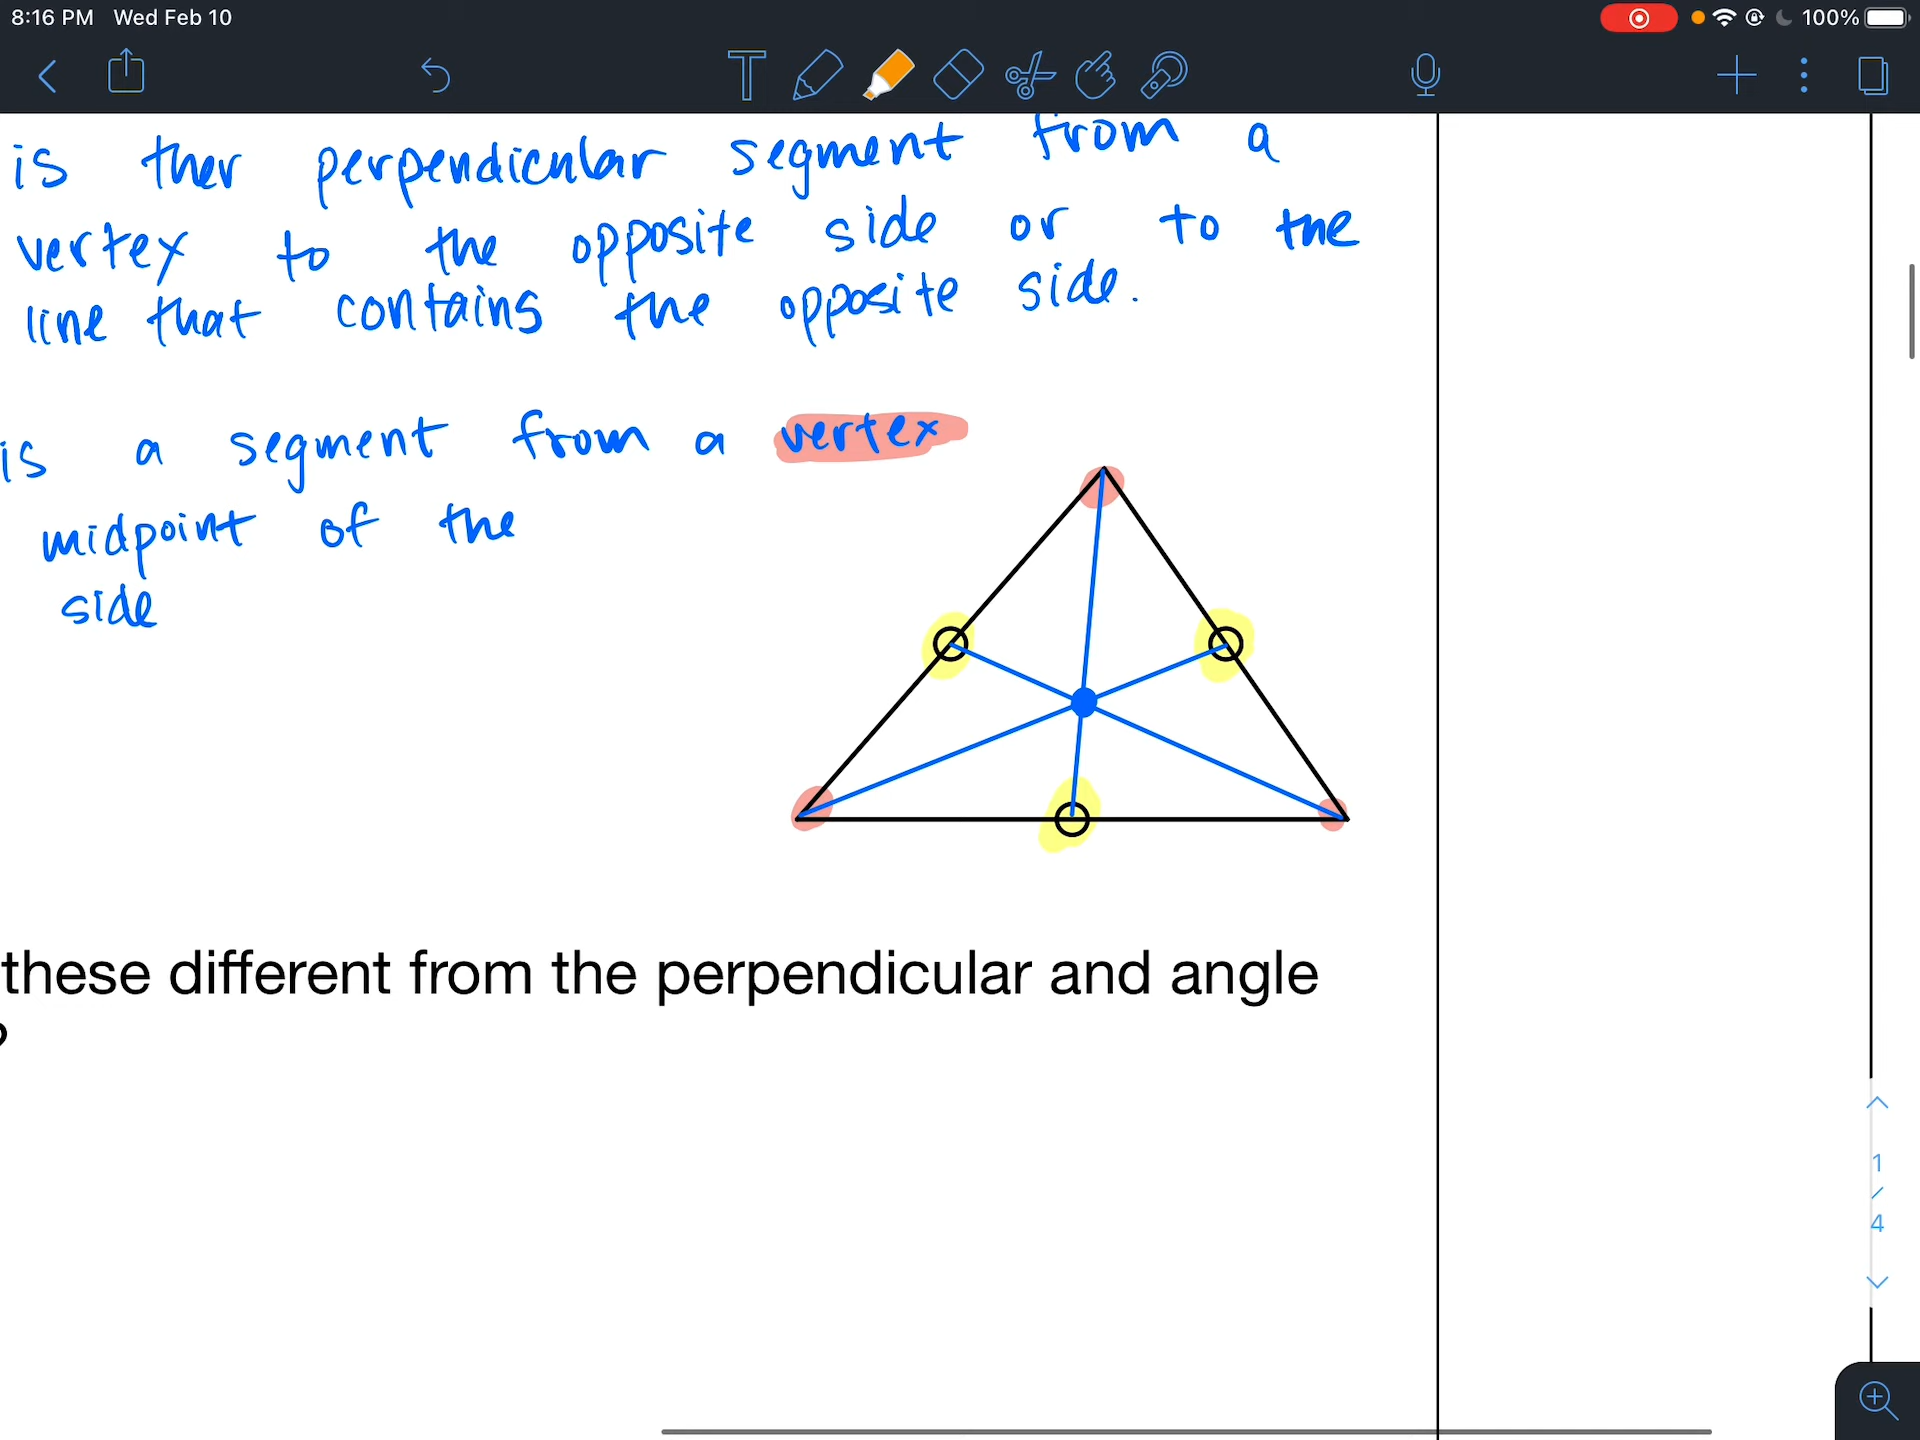 8:16 PM Wed Feb 10
100%
T
is ther perpendicular segment from a
vertex to the opposite side or to the
line that contains the opposite side.
is a segment from a vertex
midpoint of the
side
these different from the perpendicular and angle
?
1
/
4